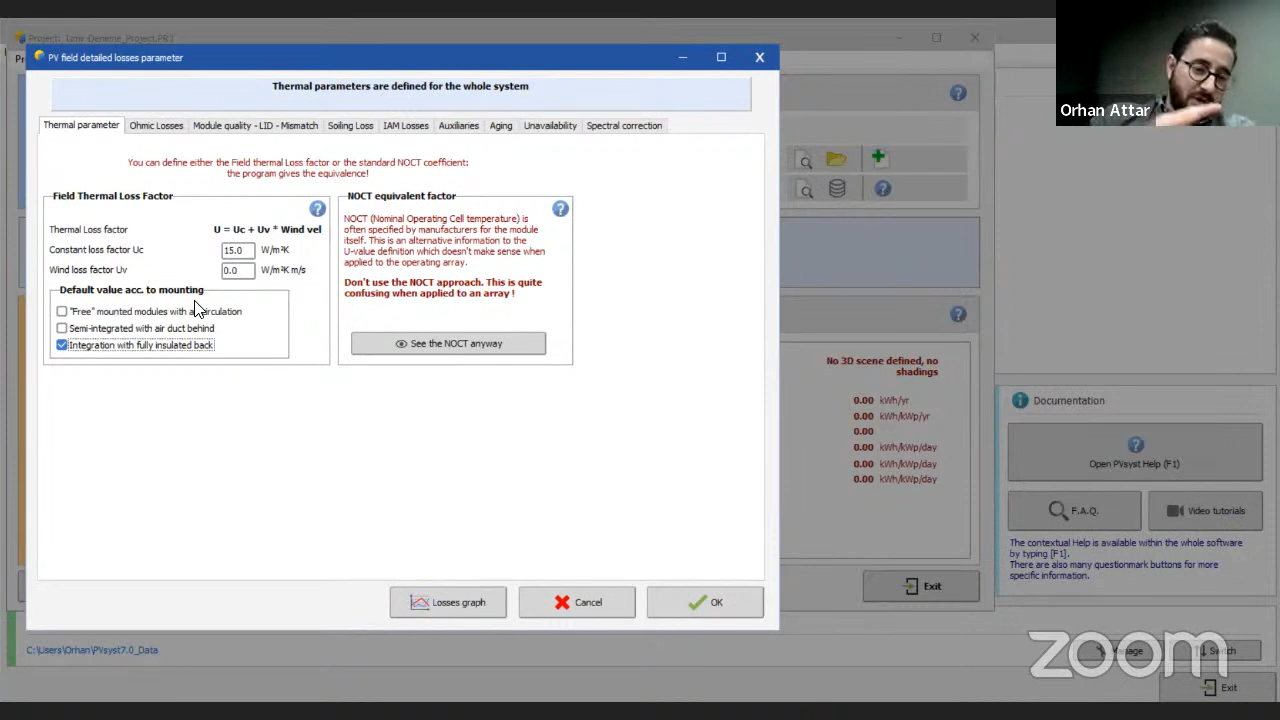 Project: Izmir-Deneme_Project.PRJ
PV field detailed losses parameter
Orhan Attar
Thermal parameters are defined for the whole system
Thermal parameter
Ohmic Losses
Module quality - LID - Mismatch
Soiling Loss
IAM Losses
Auxiliaries
Aging
Unavailability
Spectral correction
You can define either the Field thermal Loss factor or the standard NOCT coefficient:
the program gives the equivalence!
Field Thermal Loss Factor
Thermal Loss factor U = Uc + Uv * Wind vel
Constant loss factor Uc 15.0 W/m²K
Wind loss factor Uv 0.0 W/m²K m/s
Default value acc. to mounting
"Free" mounted modules with air circulation
Semi-integrated with air duct behind
Integration with fully insulated back
NOCT equivalent factor
NOCT (Nominal Operating Cell temperature) is
often specified by manufacturers for the module
itself. This is an alternative information to the
U-value definition which doesn't make sense when
applied to the operating array.
Don't use the NOCT approach. This is quite
confusing when applied to an array !
See the NOCT anyway
Losses graph
Cancel
OK
No 3D scene defined, no
shadings
0.00 kWh/yr
0.00 kWh/kWp/yr
0.00
0.00 kWh/kWp/day
0.00 kWh/kWp/day
0.00 kWh/kWp/day
Exit
Documentation
Open PVsyst Help (F1)
F.A.Q.
Video tutorials
The contextual Help is available within the whole software
by typing [F1].
There are also many questionmark buttons for more
specific information.
C:\Users\Orhan\PVsyst7.0_Data
Manage
Switch
Exit
zoom